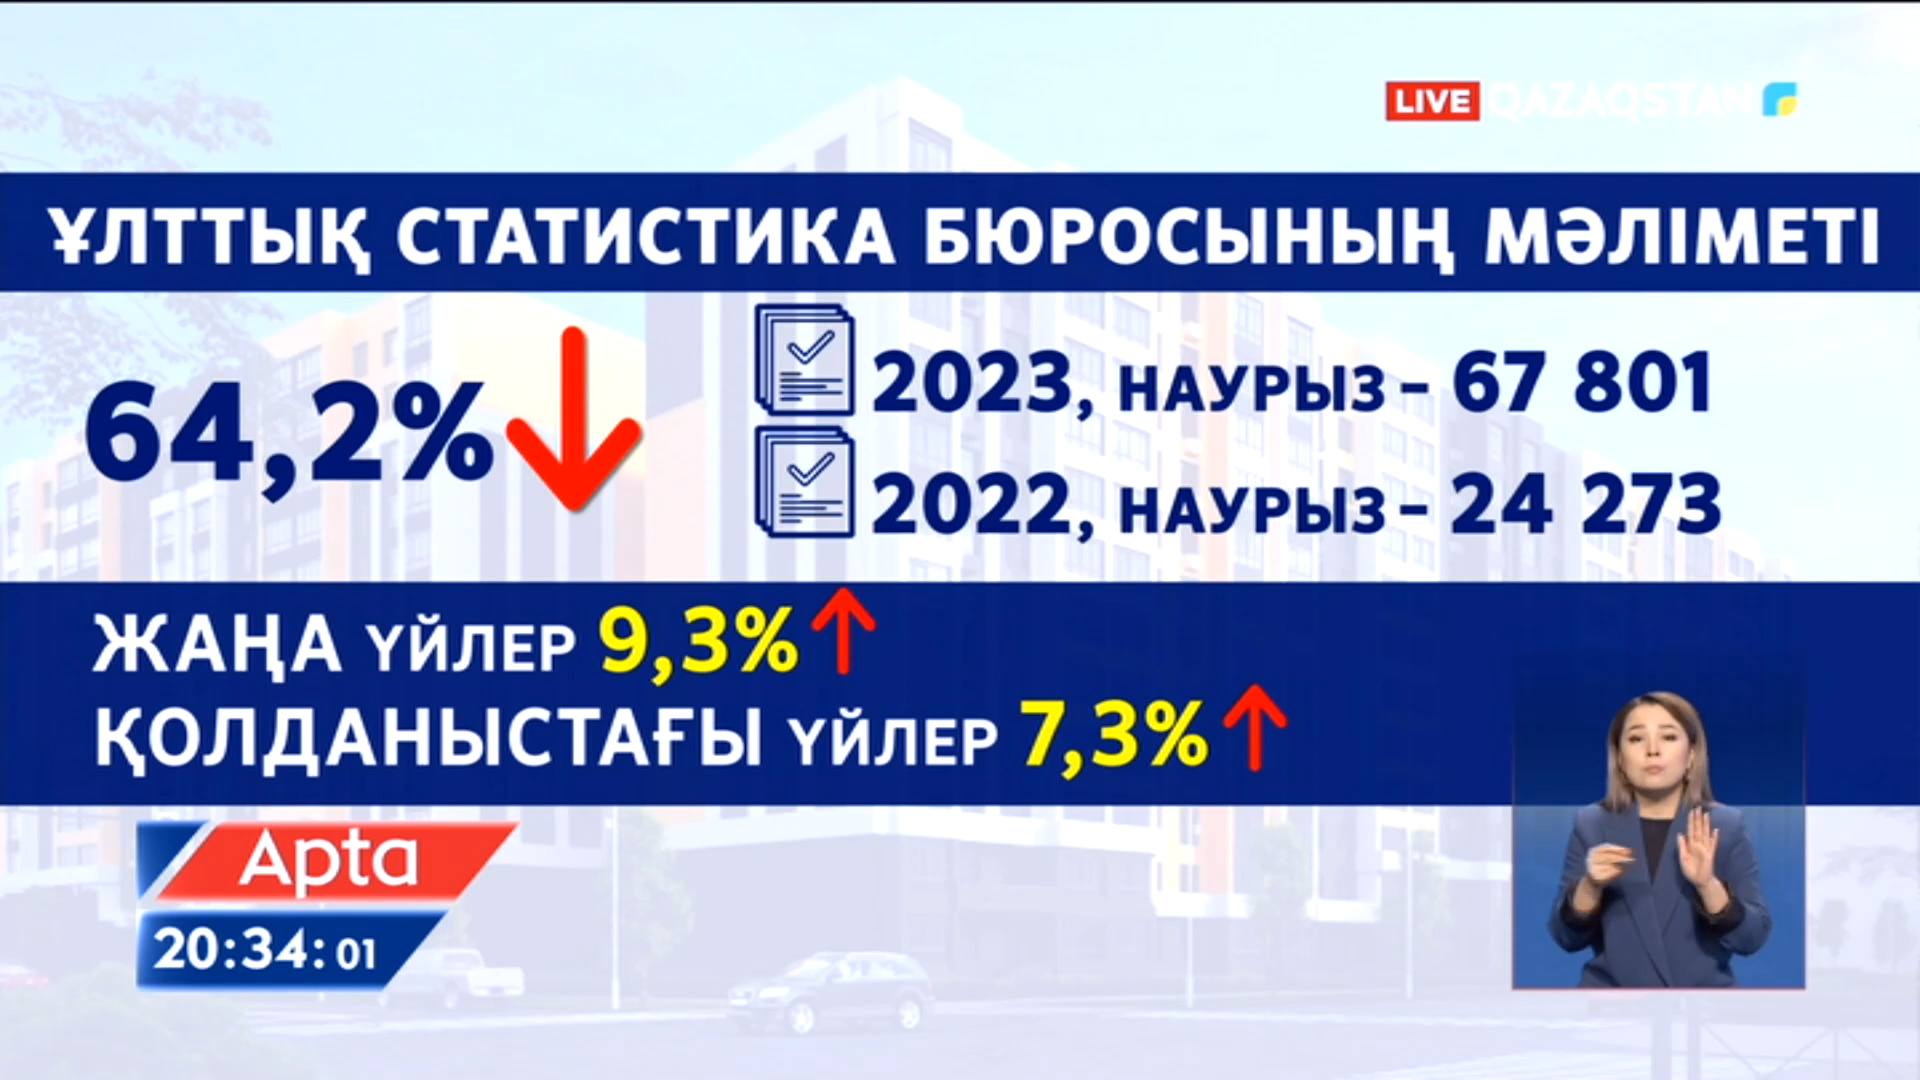 LIVE QAZAQSTAN
ҰЛТТЫҚ СТАТИСТИКА БЮРОСЫНЫҢ МӘЛІМЕТІ
64,2%
2023, НАУРЫЗ – 67 801
2022, НАУРЫЗ – 24 273
ЖАҢА ҮЙЛЕР 9,3%
ҚОЛДАНЫСТАҒЫ ҮЙЛЕР 7,3%
Apta
20:34:01